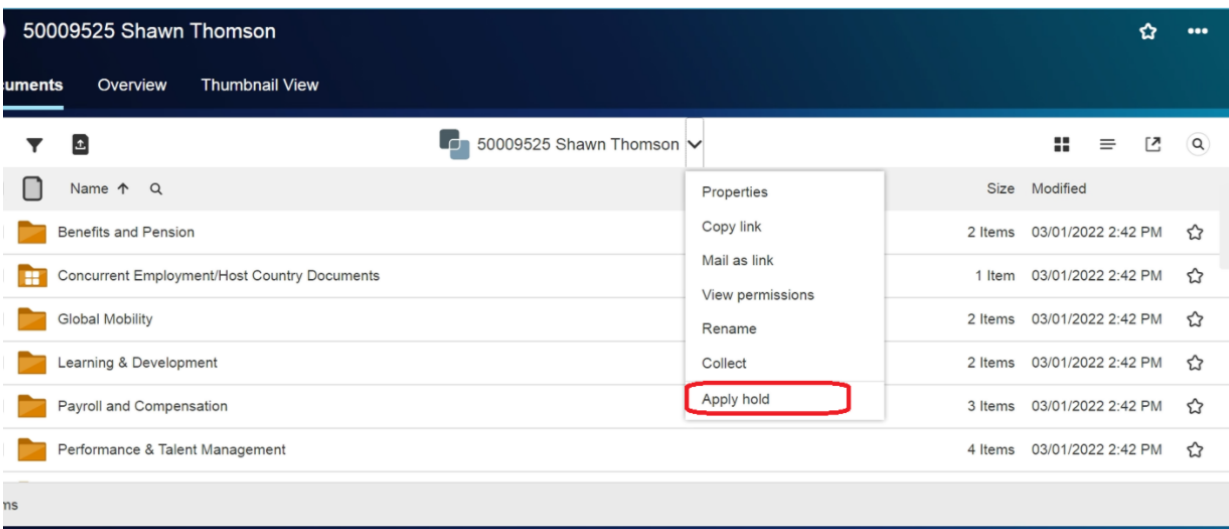 50009525 Shawn Thomson
cuments Overview Thumbnail View
50009525 Shawn Thomson
Name Size Modified
Benefits and Pension 2 Items 03/01/2022 2:42 PM
Concurrent Employment/Host Country Documents 1 Item 03/01/2022 2:42 PM
Global Mobility 2 Items 03/01/2022 2:42 PM
Learning & Development 2 Items 03/01/2022 2:42 PM
Payroll and Compensation 3 Items 03/01/2022 2:42 PM
Performance & Talent Management 4 Items 03/01/2022 2:42 PM
Properties
Copy link
Mail as link
View permissions
Rename
Collect
Apply hold
ms